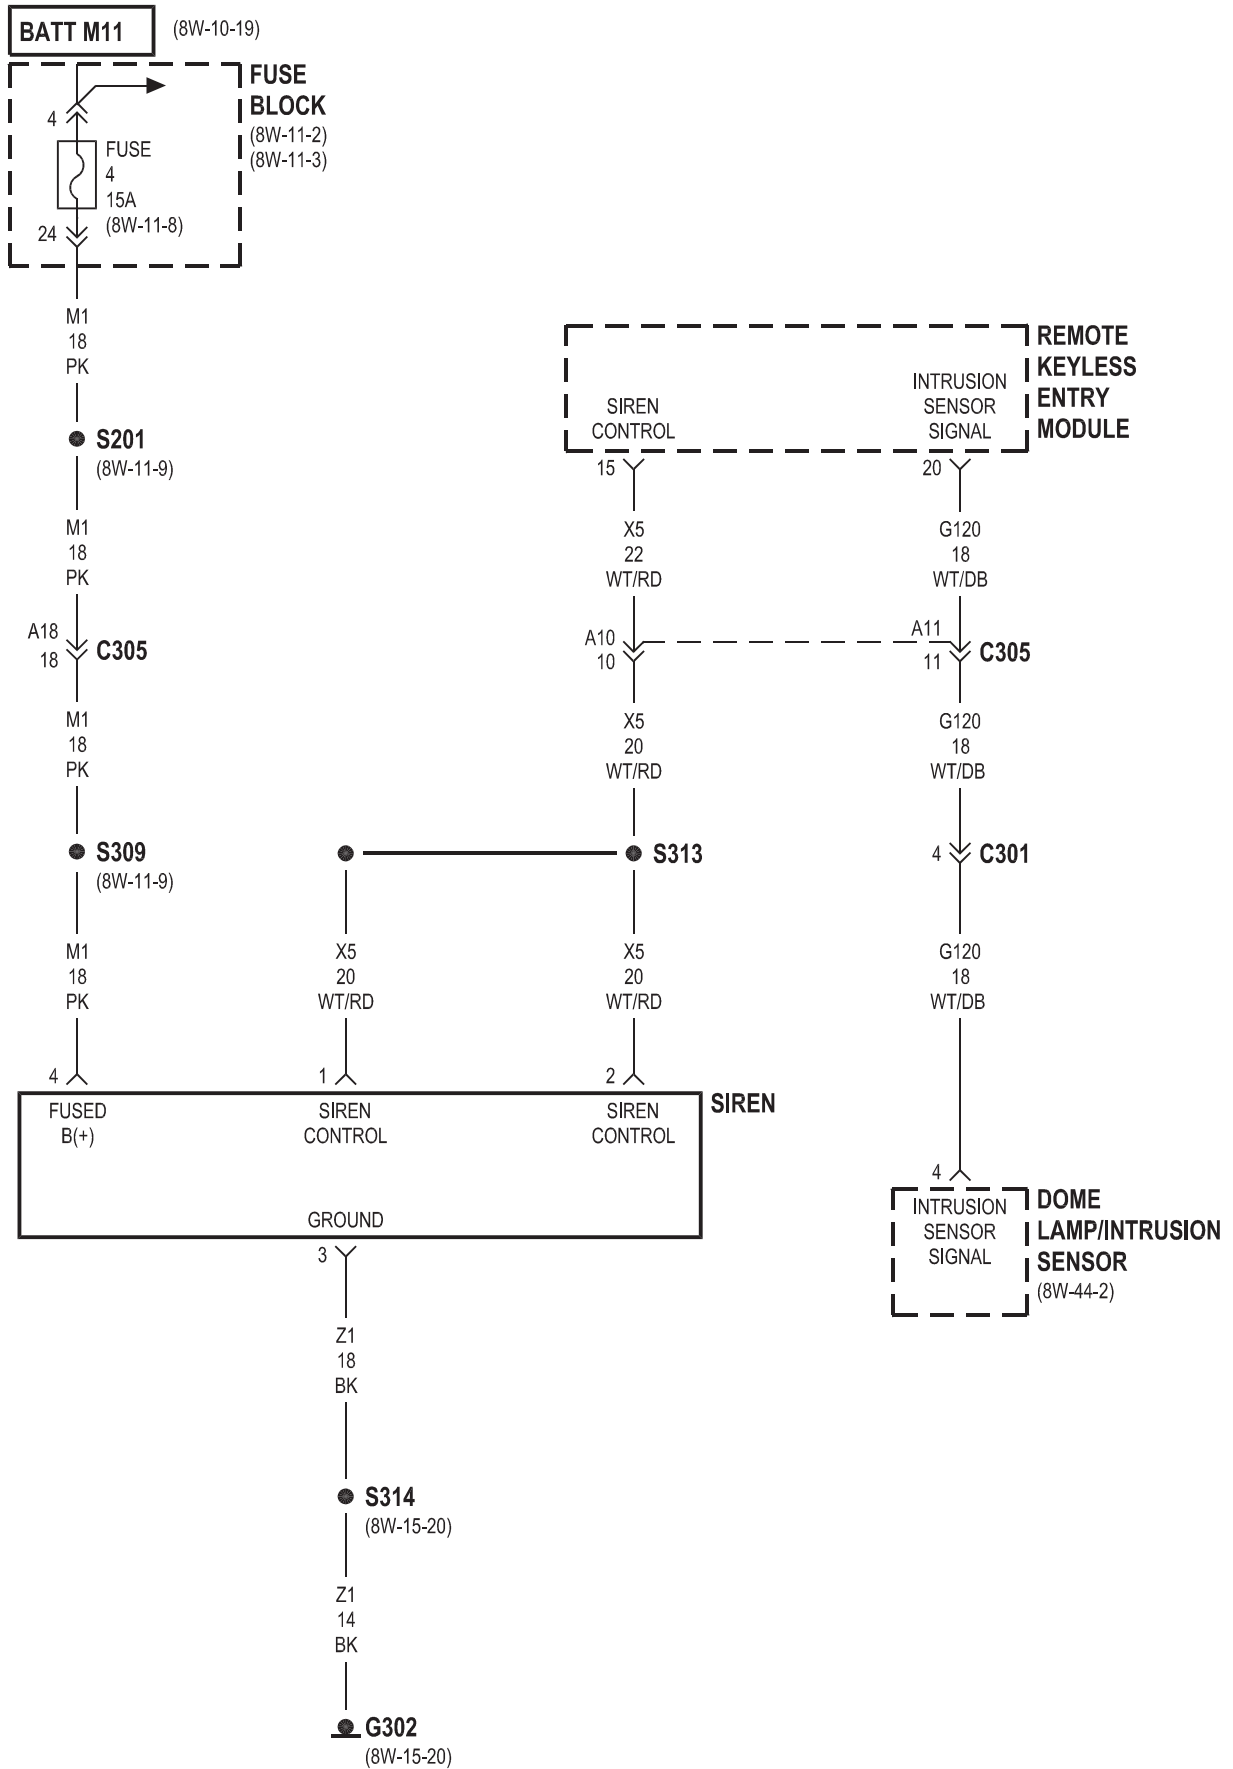 BATT M11
(8W-10-19)
FUSE
BLOCK
(8W-11-2)
(8W-11-3)
4
FUSE
4
15A
(8W-11-8)
24
M1
18
PK
S201
(8W-11-9)
M1
18
PK
A18
18
C305
M1
18
PK
S309
(8W-11-9)
M1
18
PK
REMOTE
KEYLESS
ENTRY
MODULE
SIREN
CONTROL
INTRUSION
SENSOR
SIGNAL
15
20
X5
22
WT/RD
G120
18
WT/DB
A10
10
A11
11
C305
X5
20
WT/RD
G120
18
WT/DB
S313
4
C301
X5
20
WT/RD
X5
20
WT/RD
G120
18
WT/DB
4
1
2
SIREN
FUSED
B(+)
SIREN
CONTROL
SIREN
CONTROL
GROUND
3
4
INTRUSION
SENSOR
SIGNAL
DOME
LAMP/INTRUSION
SENSOR
(8W-44-2)
Z1
18
BK
S314
(8W-15-20)
Z1
14
BK
G302
(8W-15-20)